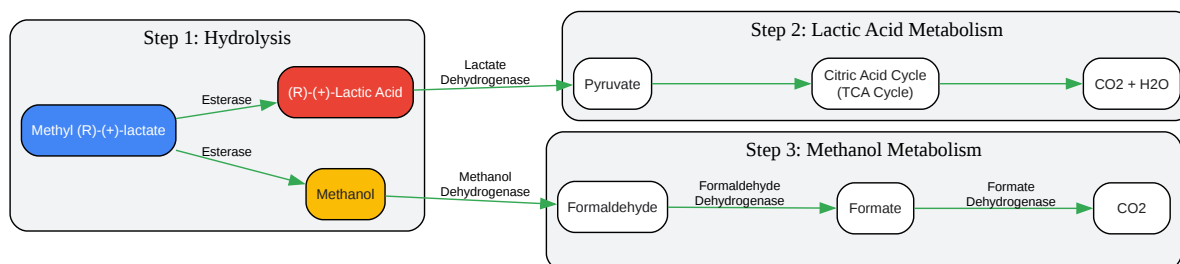 Step 1: Hydrolysis
Methyl (R)-(+)-lactate
Esterase
Esterase
(R)-(+)-Lactic Acid
Methanol
Lactate
Dehydrogenase
Step 2: Lactic Acid Metabolism
Pyruvate
Citric Acid Cycle
(TCA Cycle)
CO2 + H2O
Methanol
Dehydrogenase
Step 3: Methanol Metabolism
Formaldehyde
Formaldehyde
Dehydrogenase
Formate
Formate
Dehydrogenase
CO2